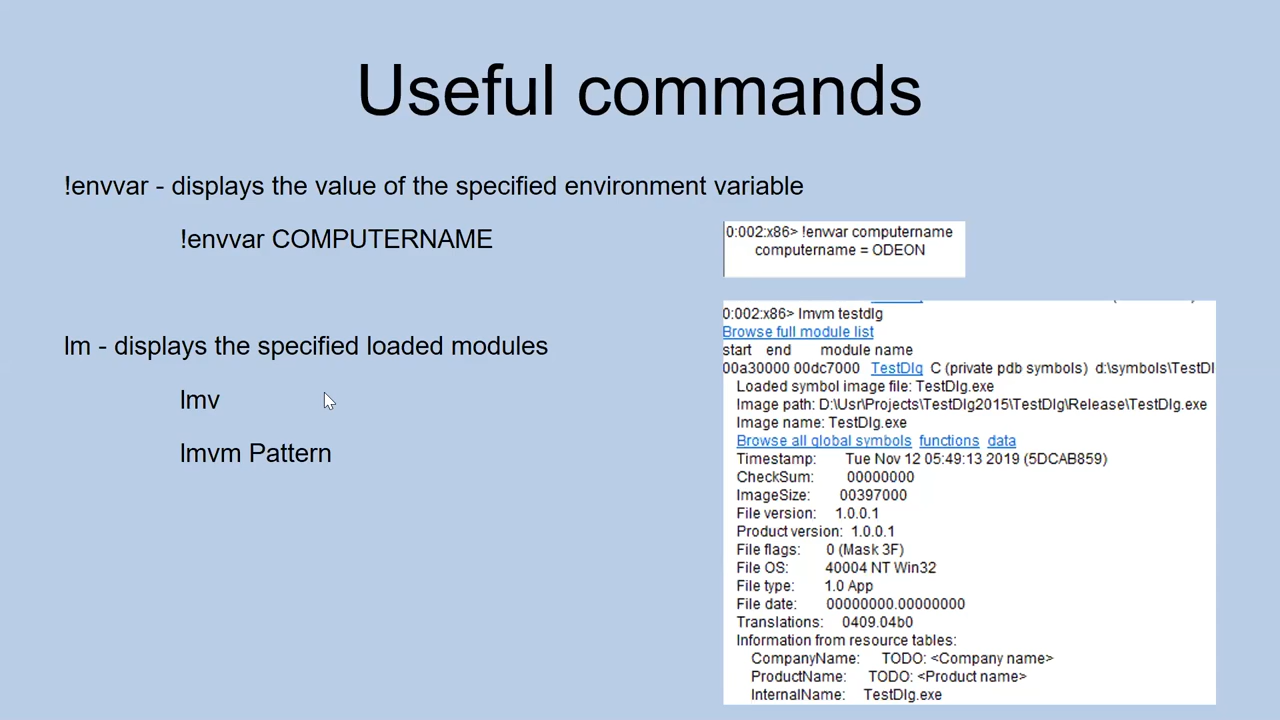 Useful commands
!envvar - displays the value of the specified environment variable
!envvar COMPUTERNAME
0:002:x86> !envvar computername
computername = ODEON
lm - displays the specified loaded modules
lmv
lmvm Pattern
0:002:x86> lmvm testdlg
Browse full module list
start end module name
00a30000 00dc7000 TestDlg C (private pdb symbols) d:\symbols\TestDl
Loaded symbol image file: TestDlg.exe
Image path: D:\Usr\Projects\TestDlg2015\TestDlg\Release\TestDlg.exe
Image name: TestDlg.exe
Browse all global symbols functions data
Timestamp: Tue Nov 12 05:49:13 2019 (5DCAB859)
CheckSum: 00000000
ImageSize: 00397000
File version: 1.0.0.1
Product version: 1.0.0.1
File flags: 0 (Mask 3F)
File OS: 40004 NT Win32
File type: 1.0 App
File date: 00000000.00000000
Translations: 0409.04b0
Information from resource tables:
CompanyName: TODO: <Company name>
ProductName: TODO: <Product name>
InternalName: TestDlg.exe